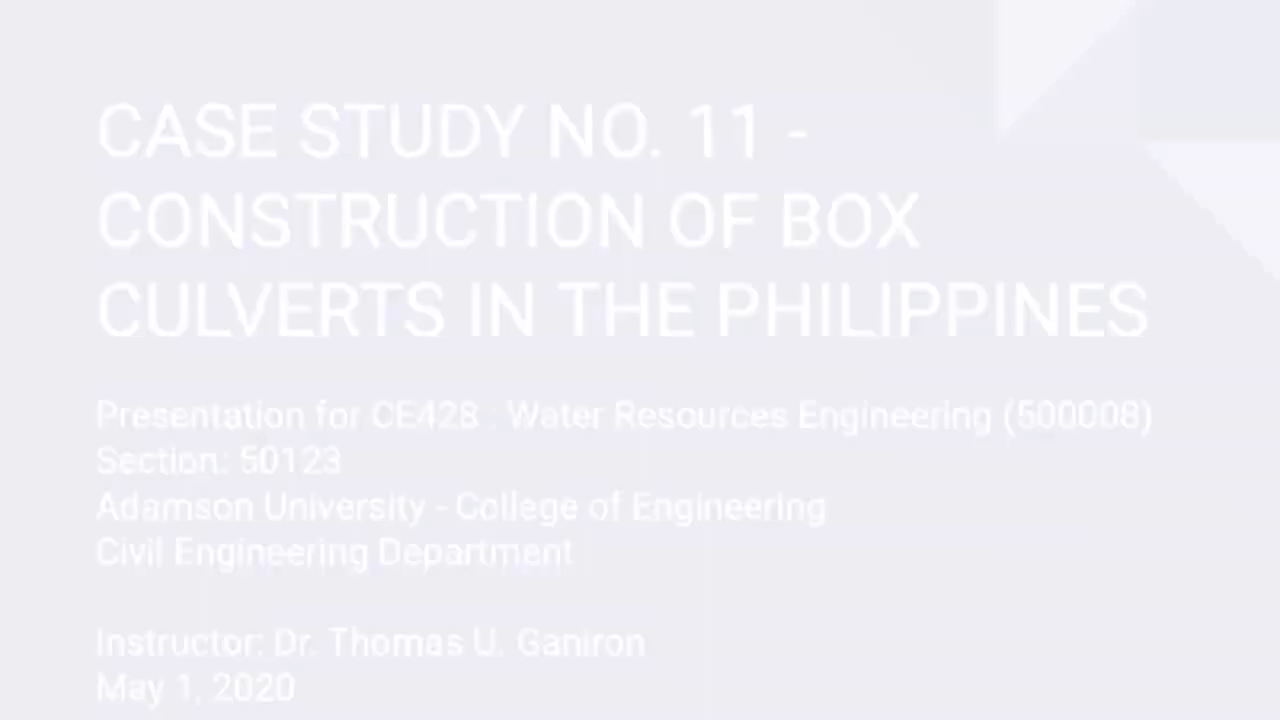 CASE STUDY NO. 11 -
CONSTRUCTION OF BOX
CULVERTS IN THE PHILIPPINES
Presentation for CE428 : Water Resources Engineering (500008)
Section: 50123
Adamson University - College of Engineering
Civil Engineering Department
Instructor: Dr. Thomas U. Ganiron
May 1, 2020